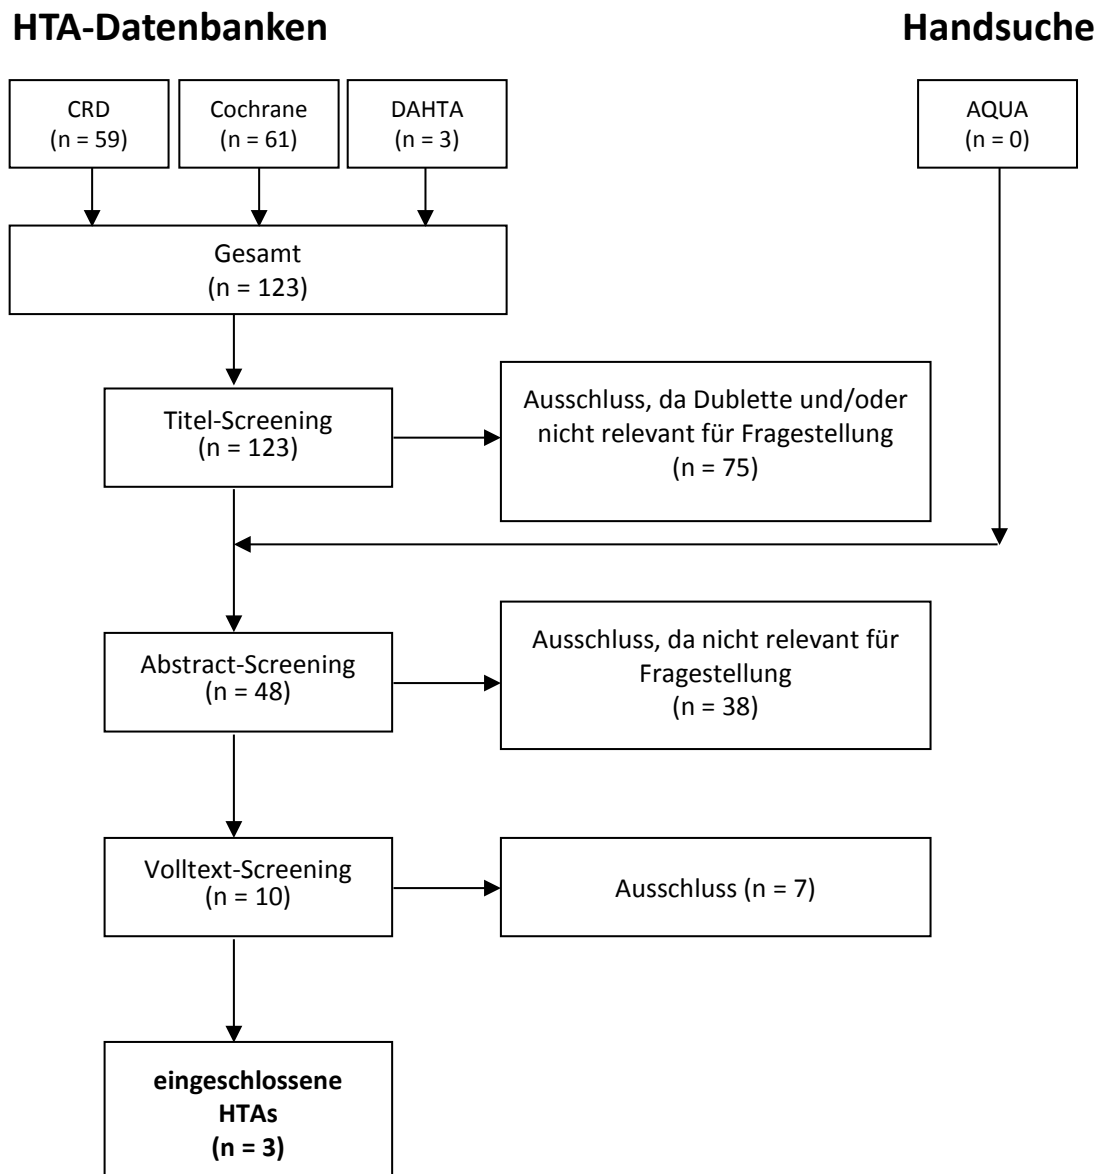 HTA-Datenbanken
Handsuche
CRD
(n = 59)
Cochrane
(n = 61)
DAHTA
(n = 3)
AQUA
(n = 0)
Gesamt
(n = 123)
Titel-Screening
(n = 123)
Ausschluss, da Dublette und/oder
nicht relevant für Fragestellung
(n = 75)
Abstract-Screening
(n = 48)
Ausschluss, da nicht relevant für
Fragestellung
(n = 38)
Volltext-Screening
(n = 10)
Ausschluss (n = 7)
eingeschlossene
HTAs
(n = 3)